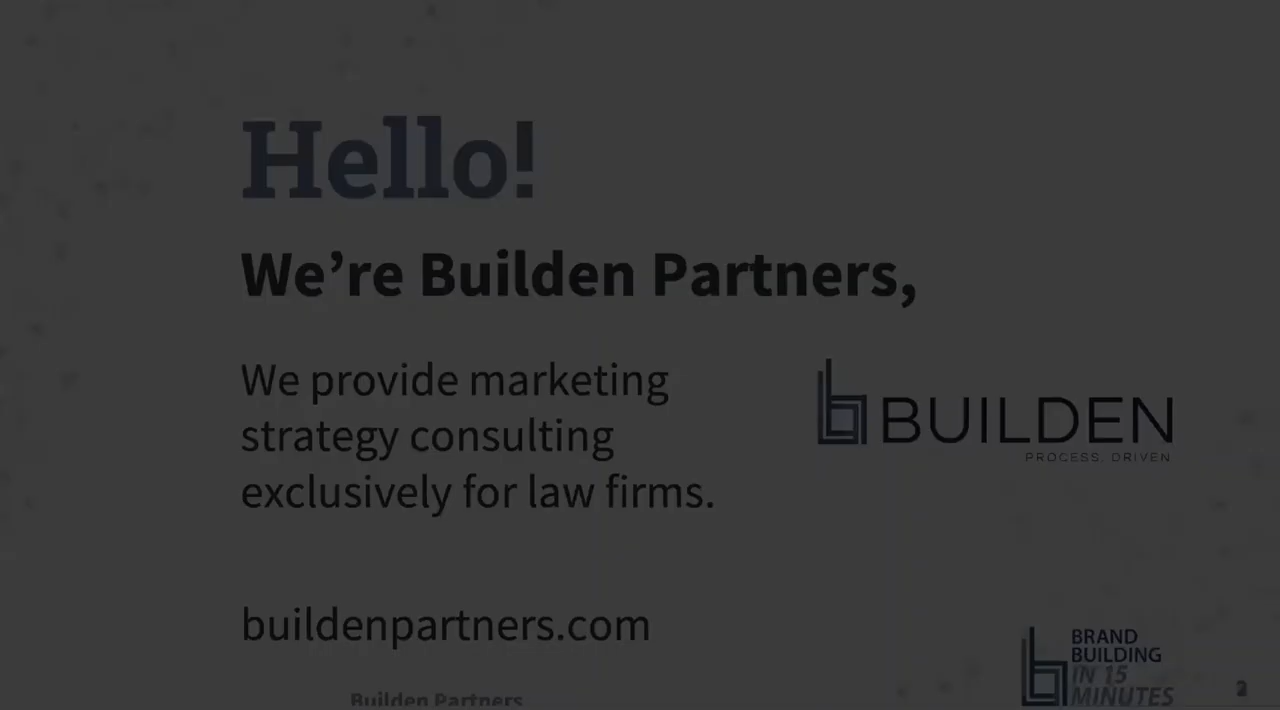 Hello!
We’re Builden Partners,
We provide marketing
strategy consulting
exclusively for law firms.
BUILDEN
PROCESS. DRIVEN.
buildenpartners.com
BRAND
BUILDING
IN 15
MINUTES
2
Builden Partners